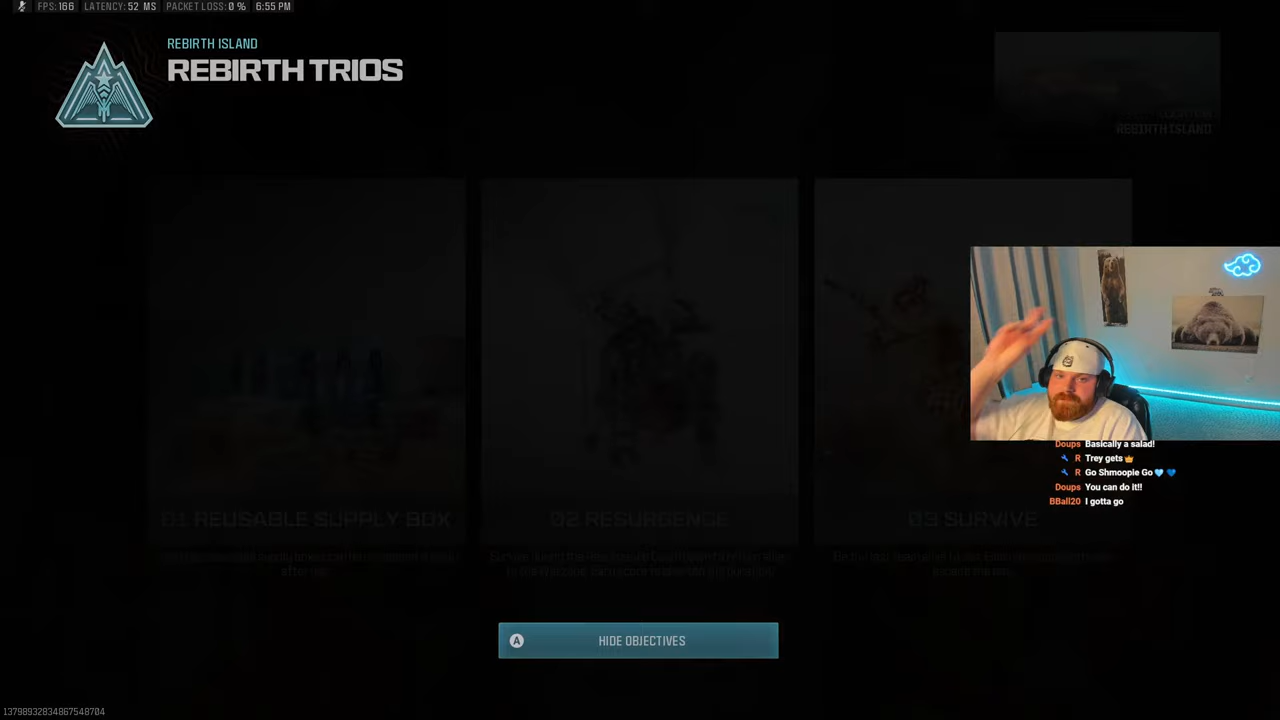 FPS: 166 LATENCY: 52 MS PACKET LOSS: 0 % 6:55 PM
REBIRTH ISLAND
REBIRTH TRIOS
REBIRTH ISLAND
Doups Basically a salad!
R Trey gets
R Go Shmoopie Go
Doups You can do it!!
BBall20 I gotta go
01 REUSABLE SUPPLY BOX
02 RESURGENCE
03 SURVIVE
A HIDE OBJECTIVES
13798932834867548704